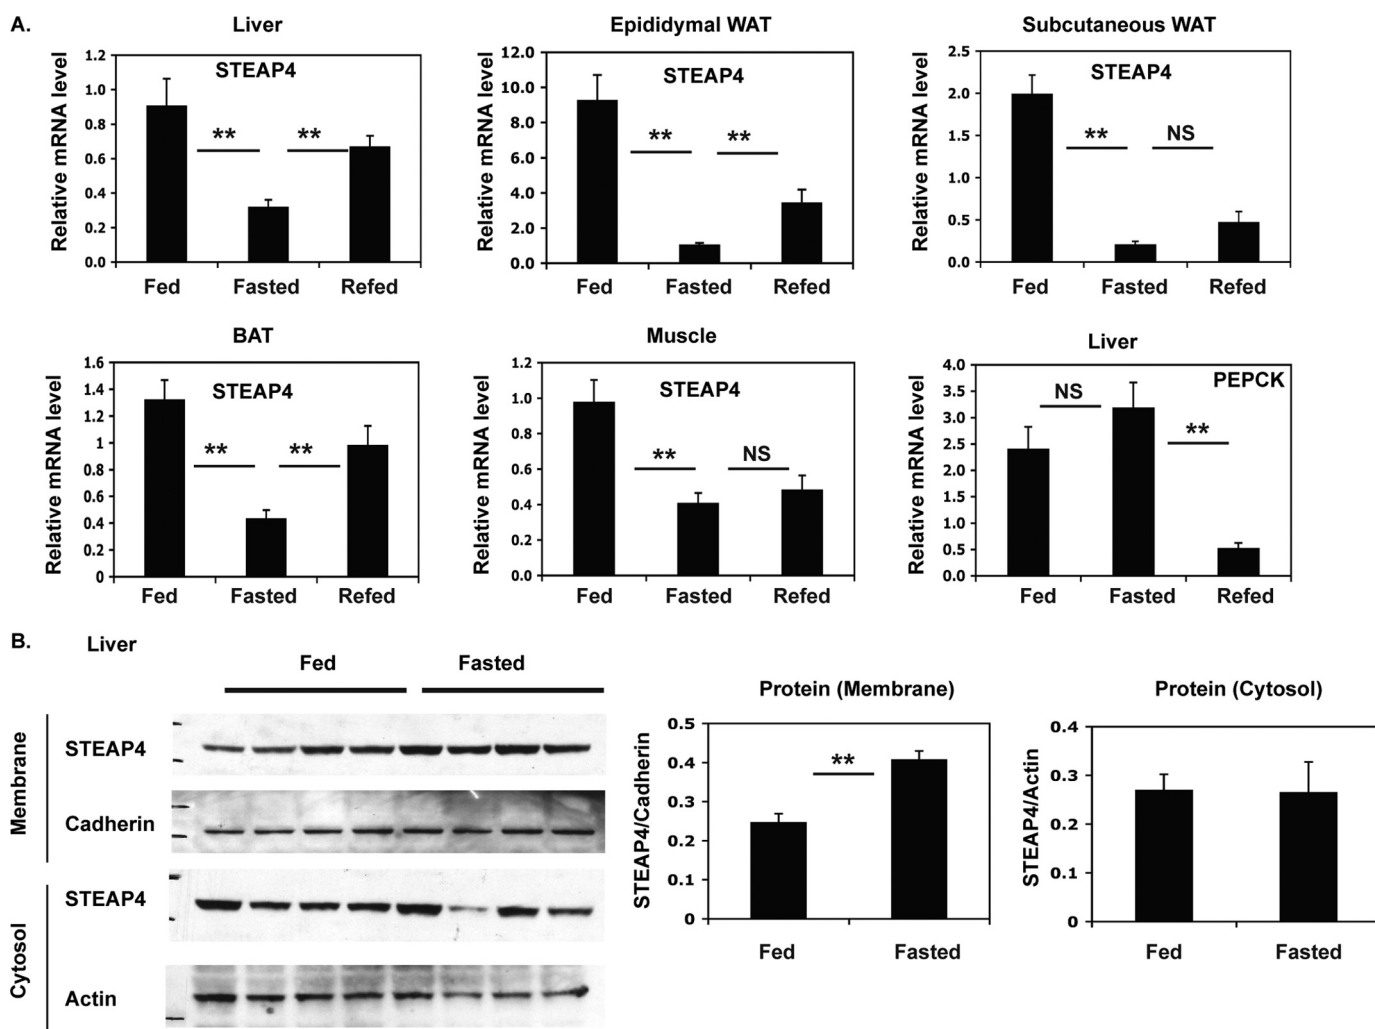 A.
Liver
Epididymal WAT
Subcutaneous WAT
Relative mRNA level
1.2
1.0
0.8
0.6
0.4
0.2
0.0
STEAP4
**
**
Fed
Fasted
Refed
Relative mRNA level
12.0
10.0
8.0
6.0
4.0
2.0
0.0
STEAP4
**
**
Fed
Fasted
Refed
Relative mRNA level
2.5
2.0
1.5
1.0
0.5
0.0
STEAP4
**
NS
Fed
Fasted
Refed
BAT
Muscle
Liver
Relative mRNA level
1.6
1.4
1.2
1
0.8
0.6
0.4
0.2
0
STEAP4
**
**
Fed
Fasted
Refed
Relative mRNA level
1.2
1.0
0.8
0.6
0.4
0.2
0.0
STEAP4
**
NS
Fed
Fasted
Refed
Relative mRNA level
4.0
3.5
3.0
2.5
2.0
1.5
1.0
0.5
0.0
PEPCK
NS
**
Fed
Fasted
Refed
B.
Liver
Fed
Fasted
Membrane
STEAP4
Cadherin
Cytosol
STEAP4
Actin
Protein (Membrane)
STEAP4/Cadherin
0.5
0.4
0.3
0.2
0.1
0
**
Fed
Fasted
Protein (Cytosol)
STEAP4/Actin
0.4
0.3
0.2
0.1
0
Fed
Fasted